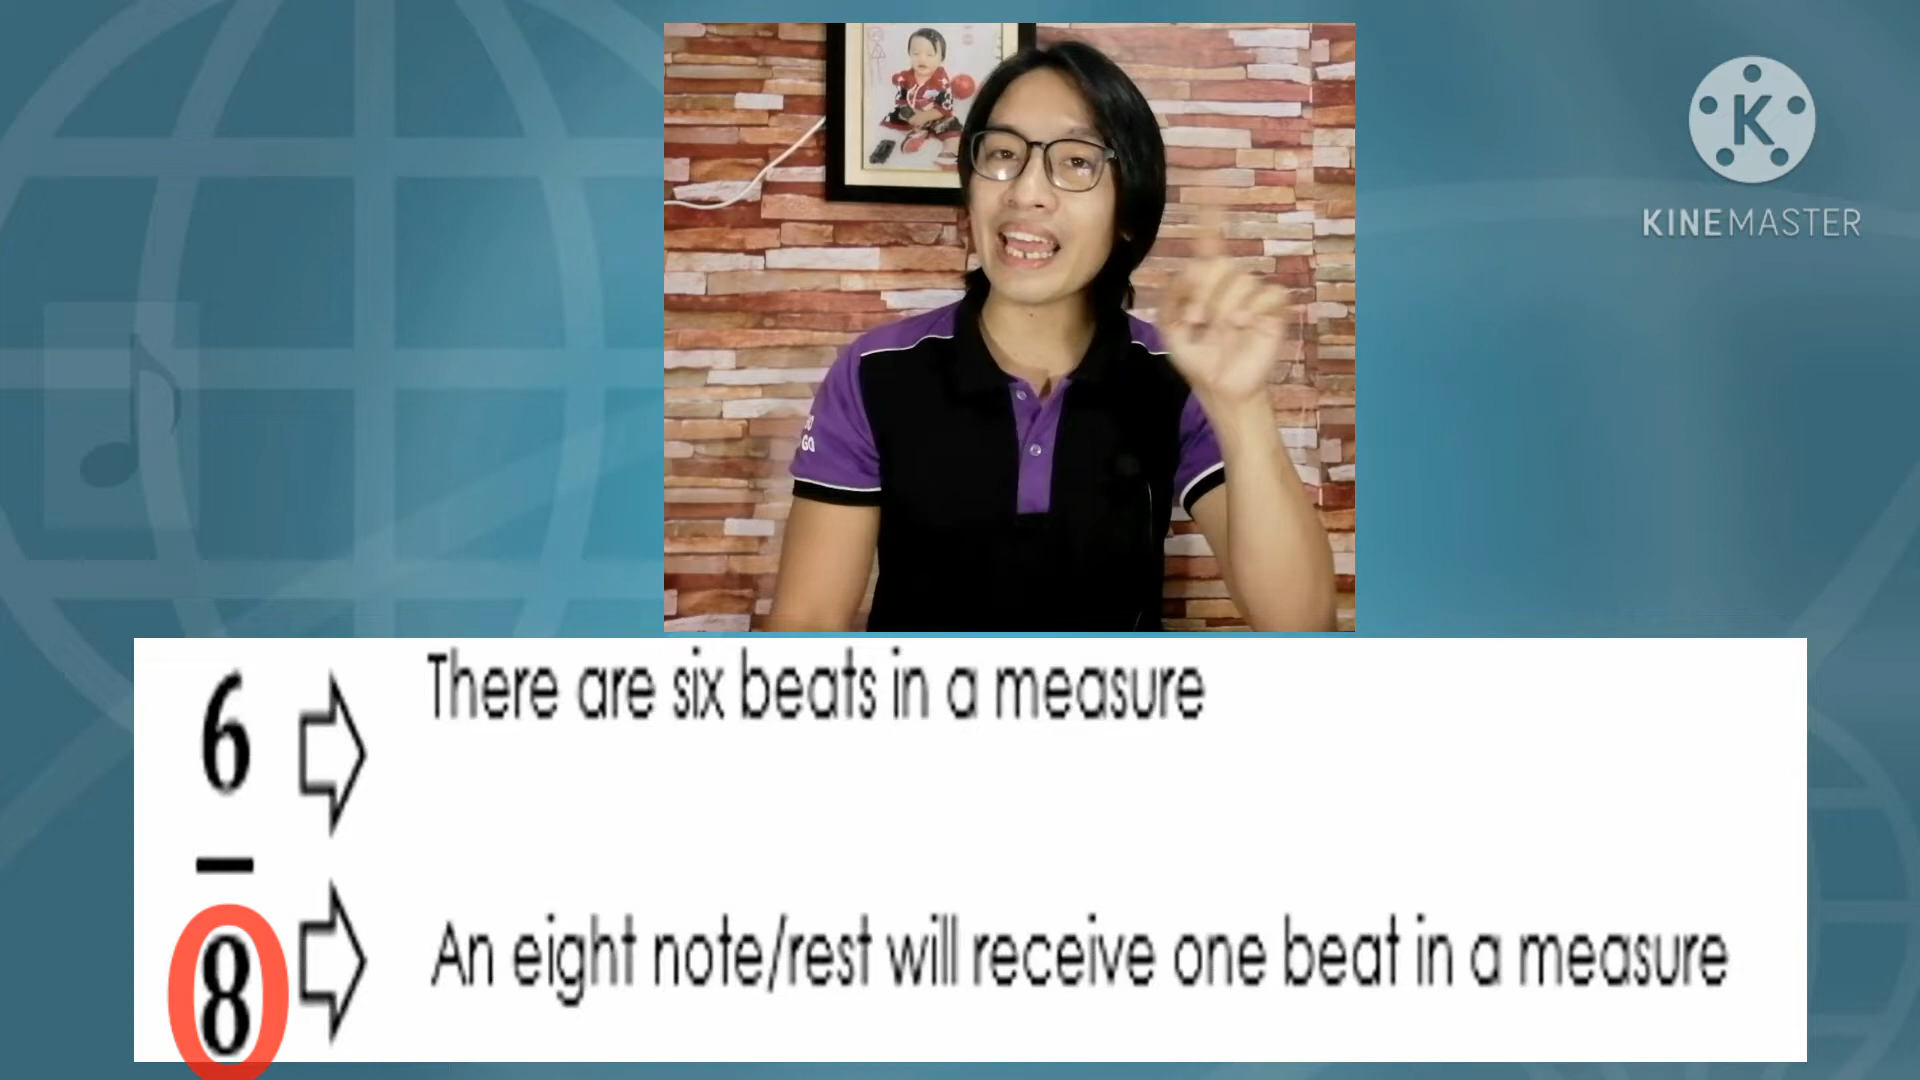 K
KINEMASTER
GO
6
There are six beats in a measure
8
An eight note/rest will receive one beat in a measure